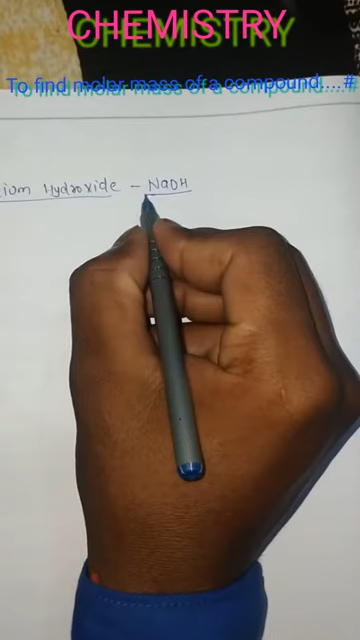 CHEMISTRY
To find molar mass of a compound....#
ium Hydroxide - NaOH